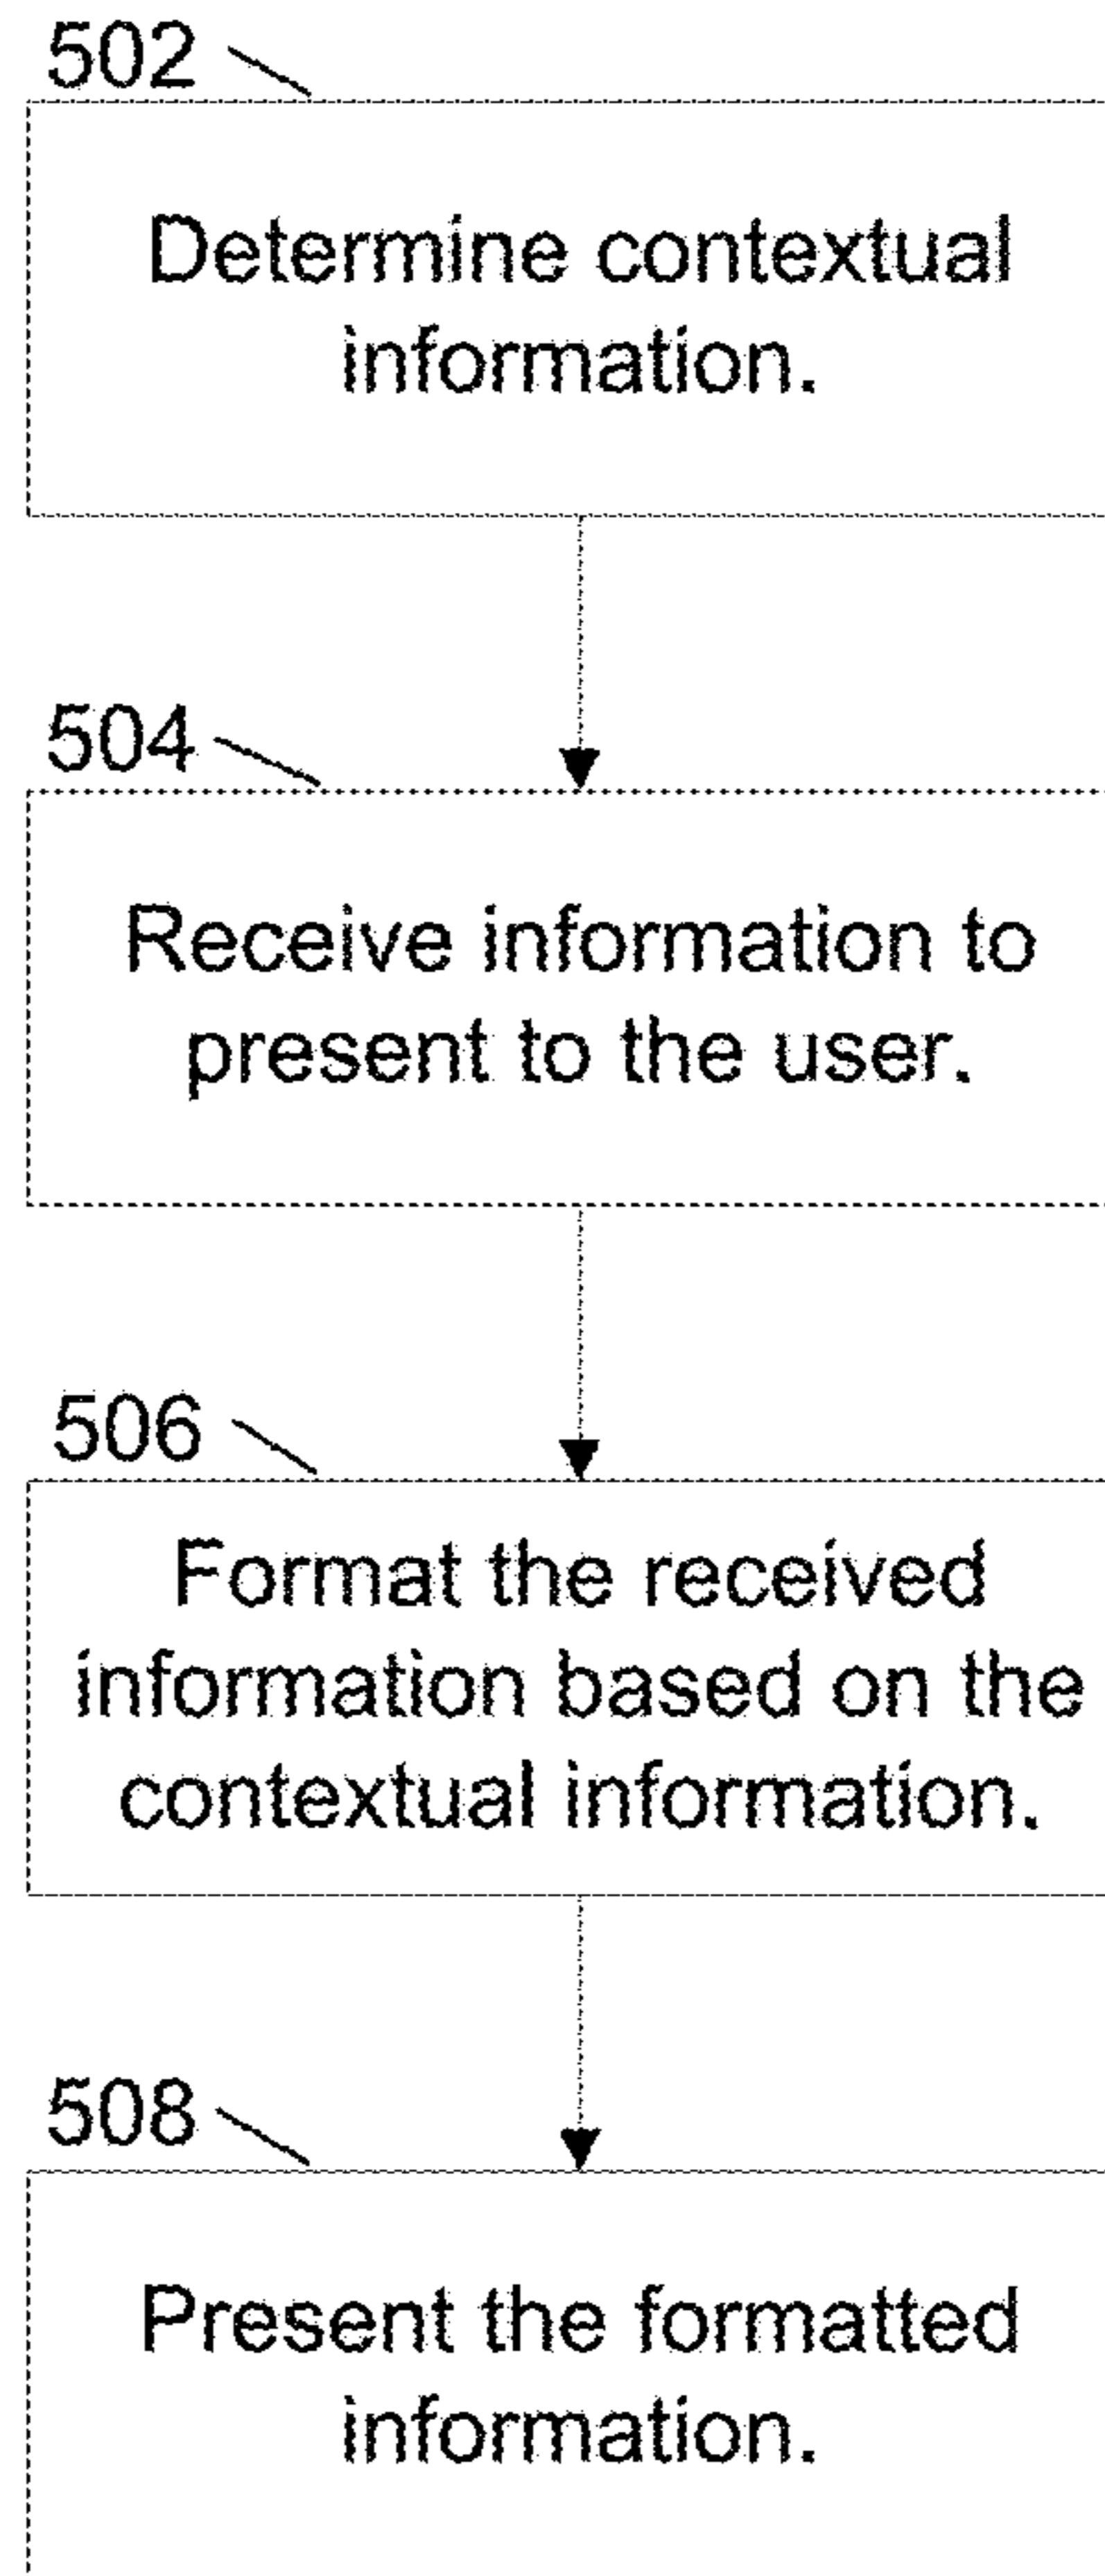 502
Determine contextual
information.
504
Receive information to
present to the user.
506
Format the received
information based on the
contextual information.
508
Present the formatted
information.